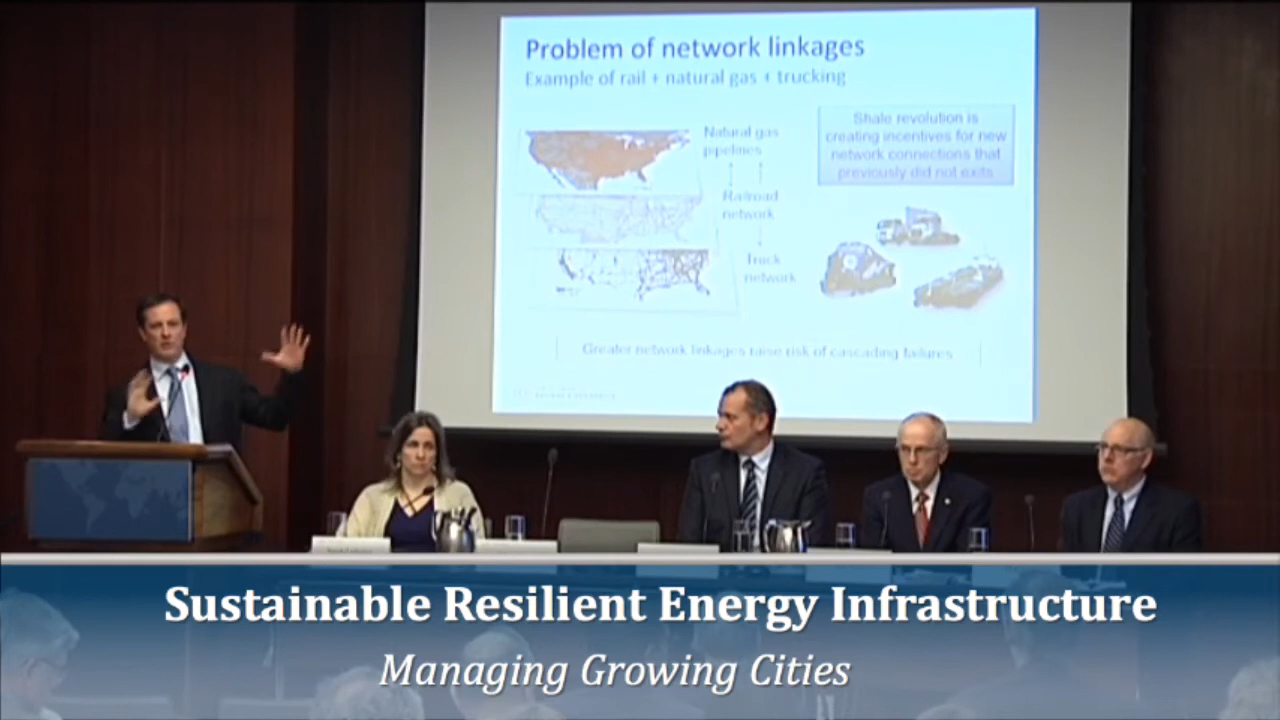 Problem of network linkages
Example of rail + natural gas + trucking
Natural gas
pipelines
Railroad
network
Truck
network
Shale revolution is
creating incentives for new
network connections that
previously did not exits
Greater network linkages raise risk of cascading failures
Sustainable Resilient Energy Infrastructure
Managing Growing Cities